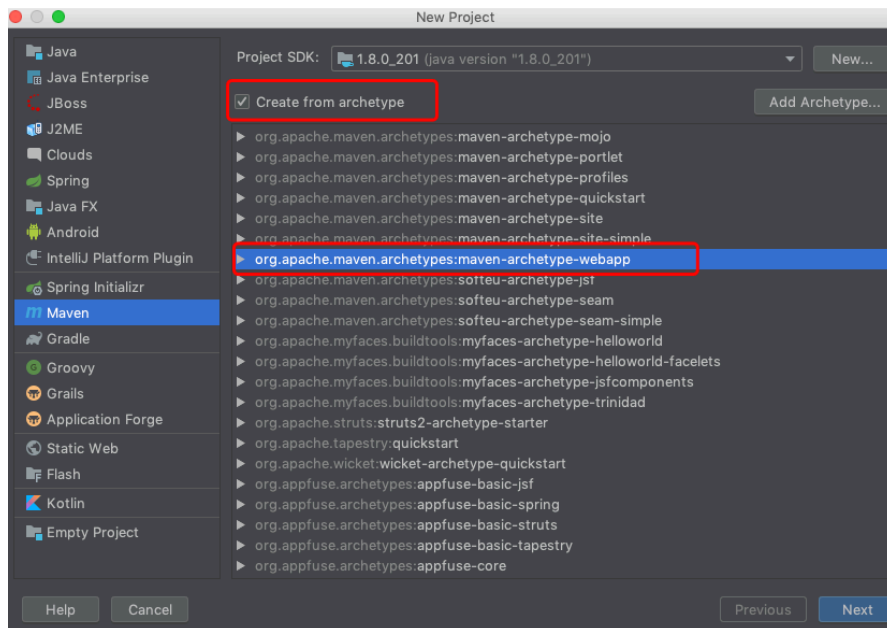 New Project
Java
Java Enterprise
JBoss
J2ME
Clouds
Spring
Java FX
Android
IntelliJ Platform Plugin
Spring Initializr
Maven
Gradle
Groovy
Grails
Application Forge
Static Web
Flash
Kotlin
Empty Project
Project SDK: 1.8.0_201 (java version "1.8.0_201") New...
Create from archetype Add Archetype...
org.apache.maven.archetypes:maven-archetype-mojo
org.apache.maven.archetypes:maven-archetype-portlet
org.apache.maven.archetypes:maven-archetype-profiles
org.apache.maven.archetypes:maven-archetype-quickstart
org.apache.maven.archetypes:maven-archetype-site
org.apache.maven.archetypes:maven-archetype-site-simple
org.apache.maven.archetypes:maven-archetype-webapp
org.apache.maven.archetypes:softeu-archetype-jsf
org.apache.maven.archetypes:softeu-archetype-seam
org.apache.maven.archetypes:softeu-archetype-seam-simple
org.apache.myfaces.buildtools:myfaces-archetype-helloworld
org.apache.myfaces.buildtools:myfaces-archetype-helloworld-facelets
org.apache.myfaces.buildtools:myfaces-archetype-jsfcomponents
org.apache.myfaces.buildtools:myfaces-archetype-trinidad
org.apache.struts:struts2-archetype-starter
org.apache.tapestry:quickstart
org.apache.wicket:wicket-archetype-quickstart
org.appfuse.archetypes:appfuse-basic-jsf
org.appfuse.archetypes:appfuse-basic-spring
org.appfuse.archetypes:appfuse-basic-struts
org.appfuse.archetypes:appfuse-basic-tapestry
org.appfuse.archetypes:appfuse-core
Help Cancel Previous Next